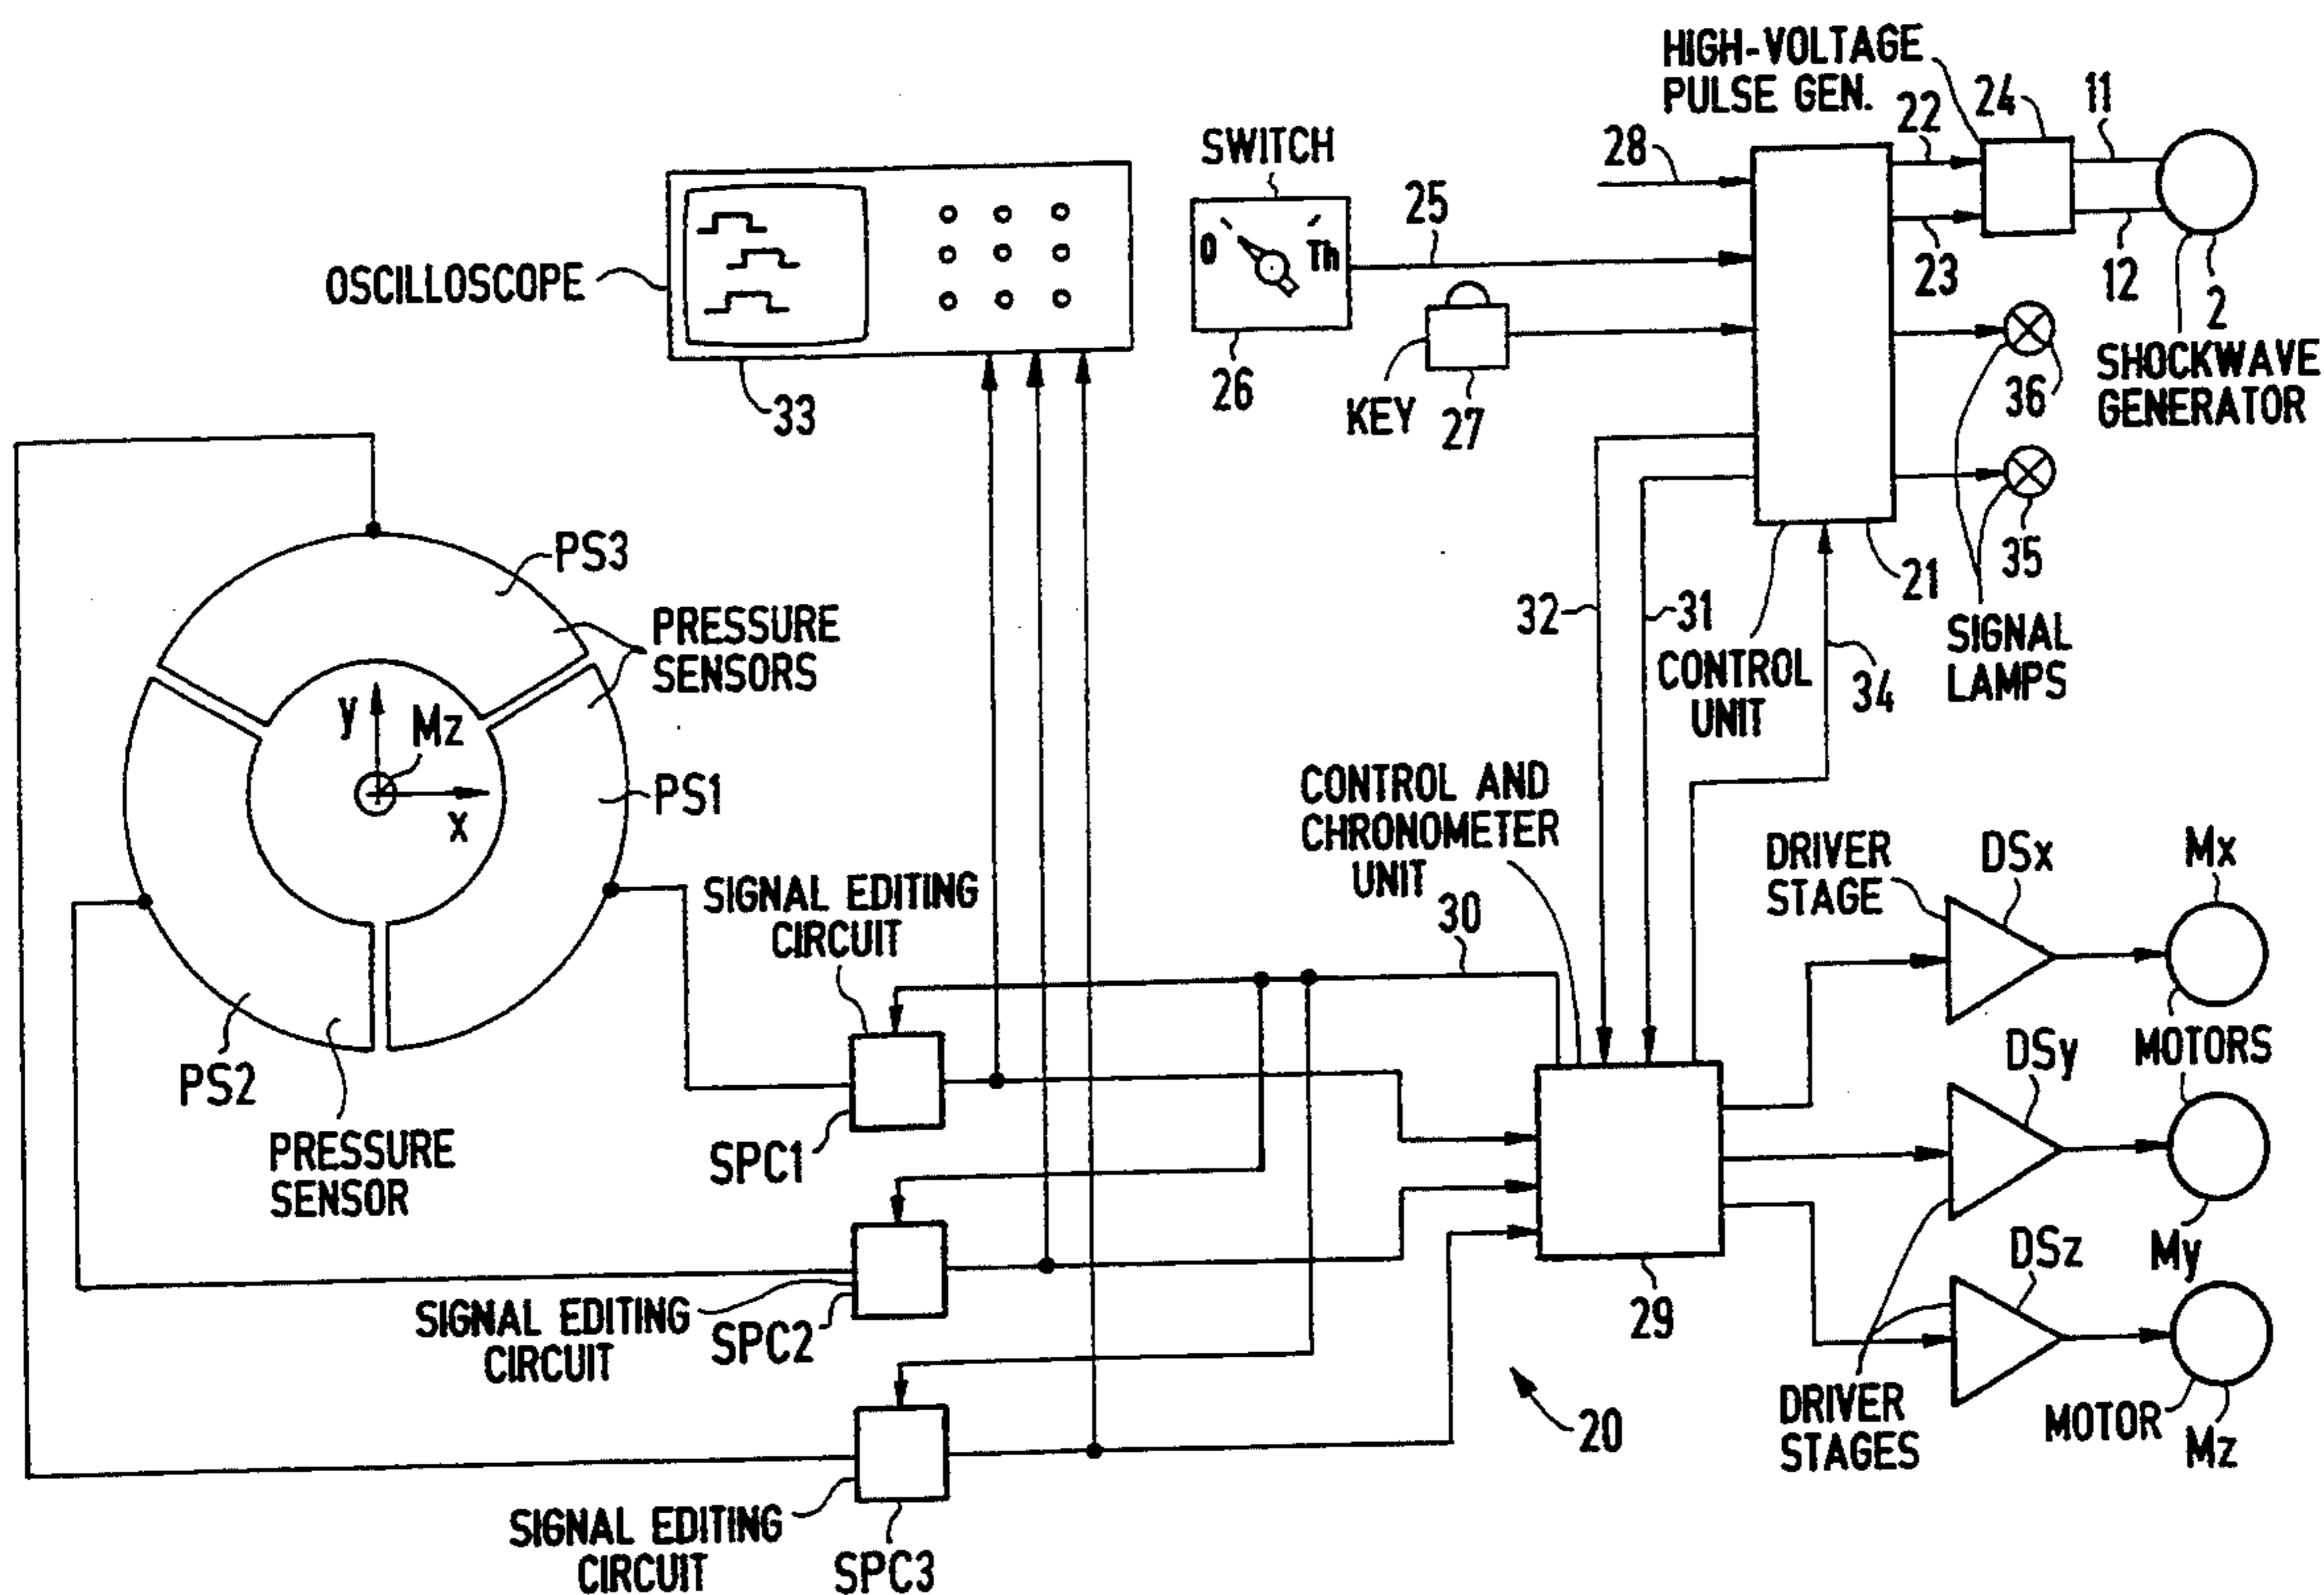 HIGH-VOLTAGE
PULSE GEN.
24
11
22
28
SWITCH
25
O
Th
23
12
2
OSCILLOSCOPE
26
KEY
27
36
SHOCKWAVE
GENERATOR
33
35
21
SIGNAL
LAMPS
32
31
34
CONTROL
UNIT
PS3
PRESSURE
SENSORS
y
Mz
x
PS1
CONTROL AND
CHRONOMETER
UNIT
30
DRIVER
STAGE
DSx
Mx
SIGNAL EDITING
CIRCUIT
MOTORS
PS2
PRESSURE
SENSOR
SPC1
DSy
My
SIGNAL EDITING
CIRCUIT
SPC2
29
DSz
20
DRIVER
STAGES
MOTOR
Mz
SIGNAL EDITING
CIRCUIT
SPC3